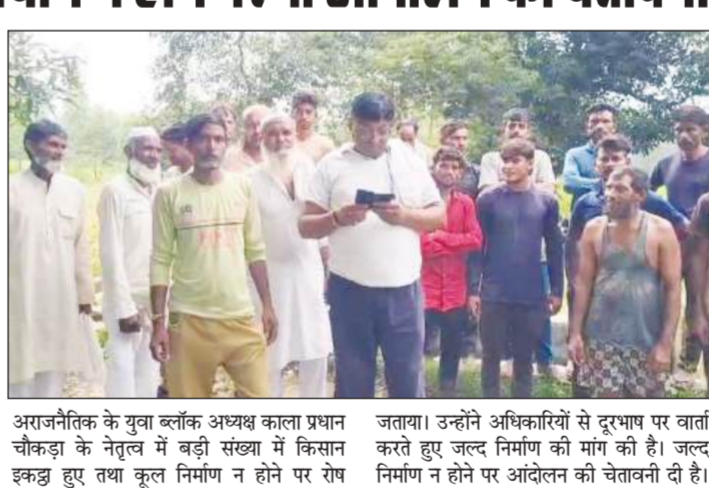 अराजनैतिक के युवा ब्लॉक अध्यक्ष काला प्रधान
चौकड़ा के नेतृत्व में बड़ी संख्या में किसान
इकट्ठा हुए तथा कूल निर्माण न होने पर रोष
जताया। उन्होंने अधिकारियों से दूरभाष पर वार्ता
करते हुए जल्द निर्माण की मांग की है। जल्द
निर्माण न होने पर आंदोलन की चेतावनी दी है।